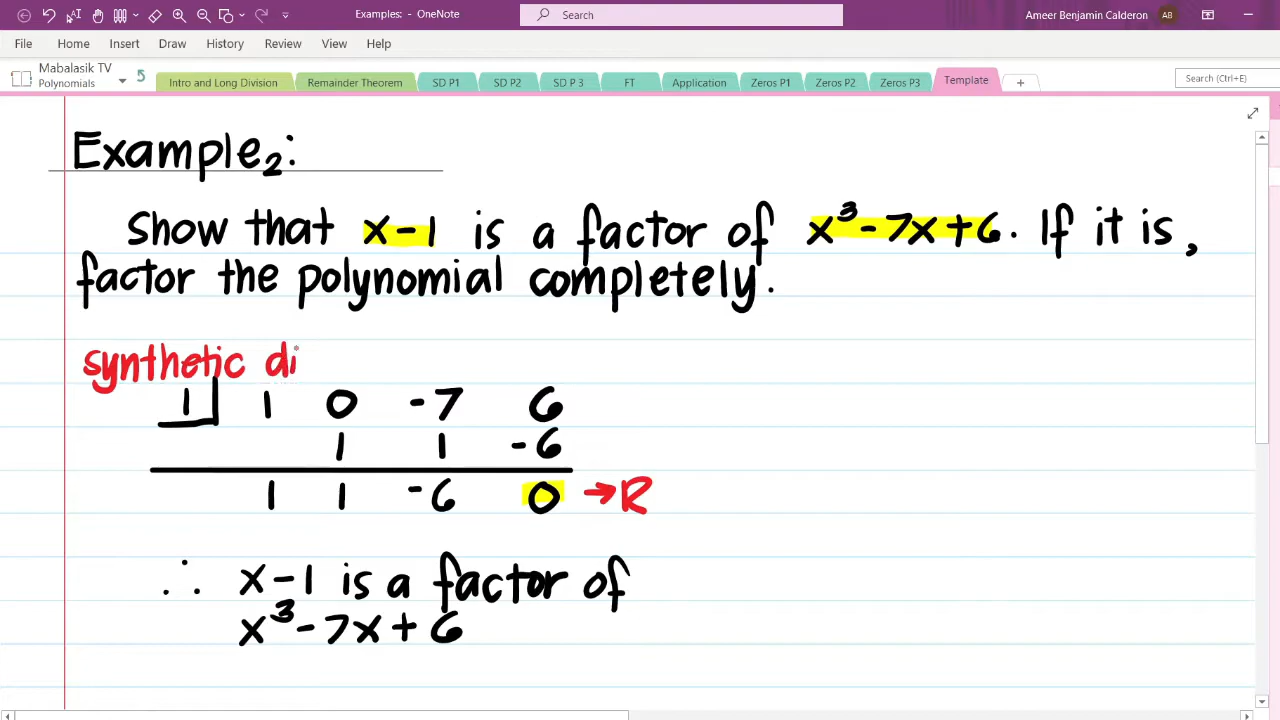 Examples: - OneNote
Search
Ameer Benjamin Calderon AB
File Home Insert Draw History Review View Help
Mabalasik TV
Polynomials
Intro and Long Division Remainder Theorem SD P1 SD P2 SD P 3 FT Application Zeros P1 Zeros P2 Zeros P3 Template +
Search (Ctrl+E)
Example₂:
Show that x-1 is a factor of x³-7x+6. If it is,
factor the polynomial completely.
synthetic di
1 1 0 -7 6
1 1 -6
1 1 -6 0 →R
∴ x-1 is a factor of
x³-7x+6